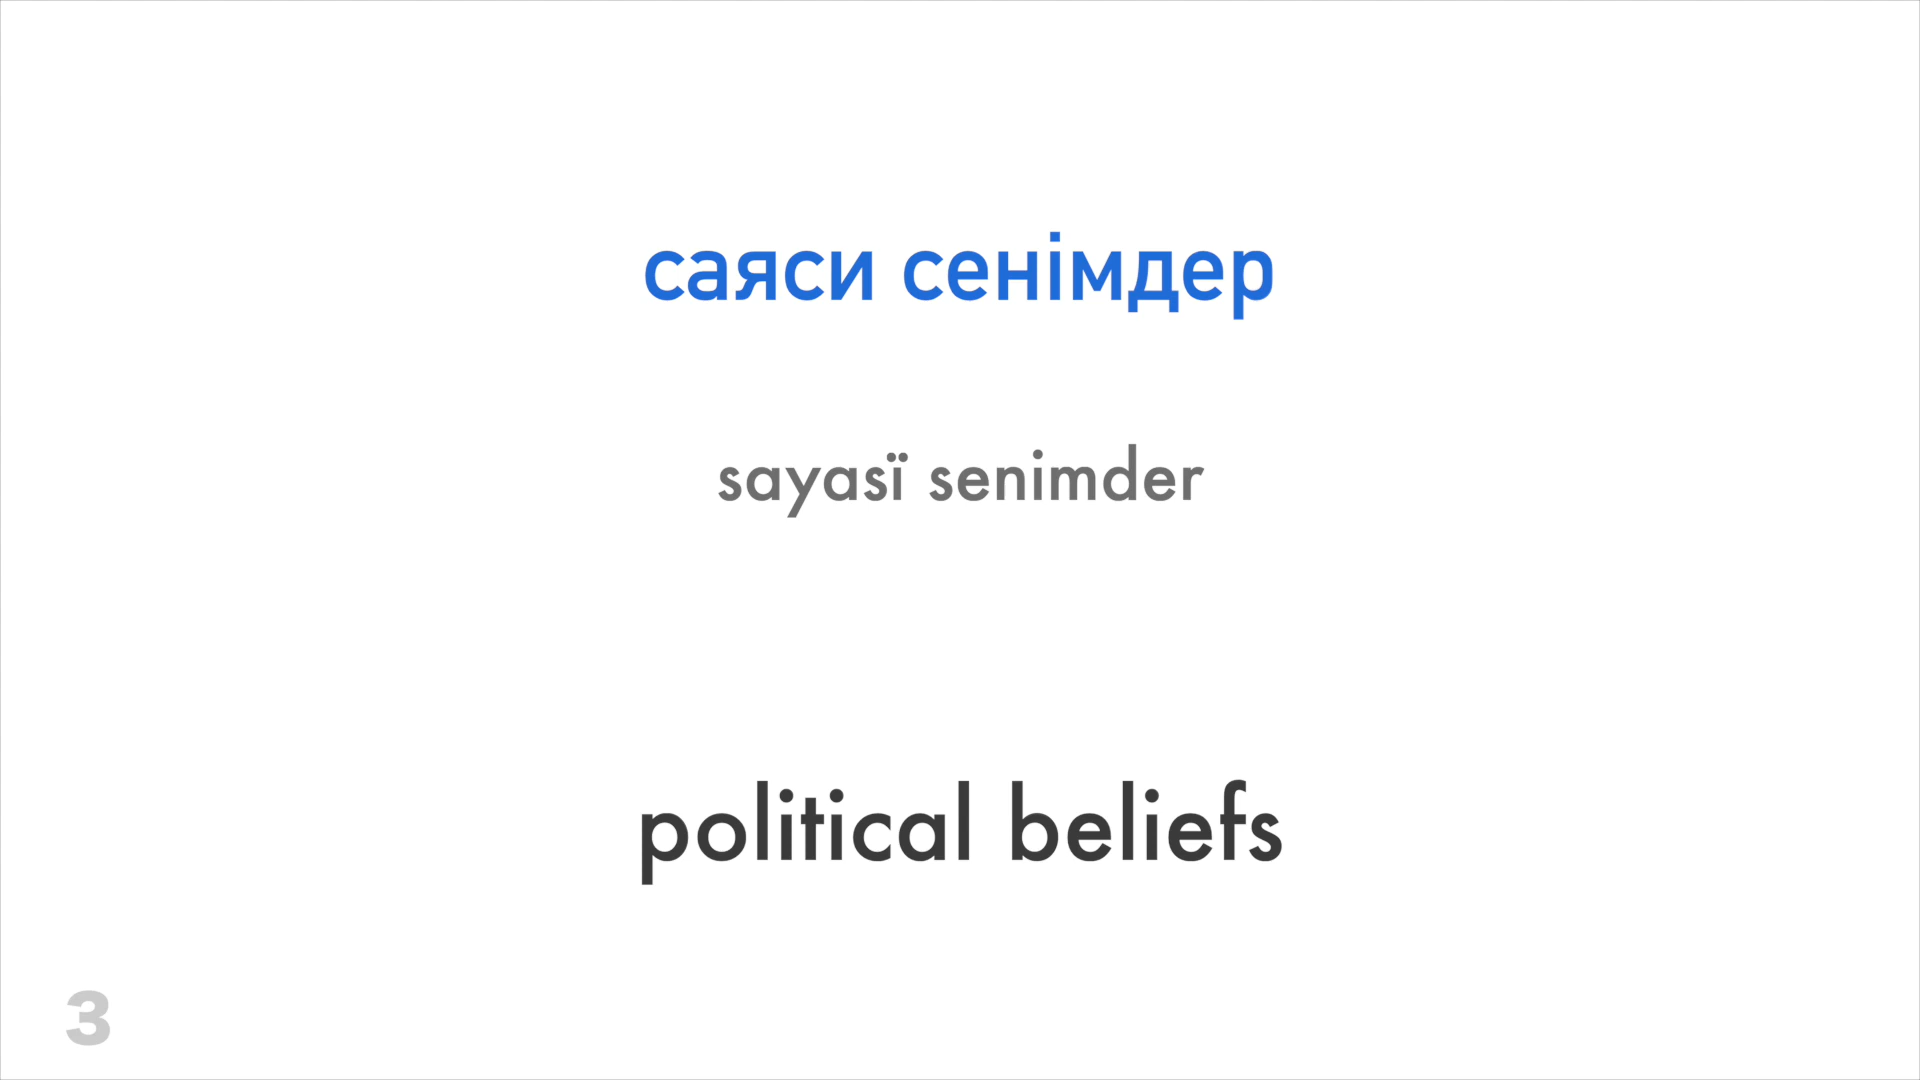 саяси сенімдер
sayasï senimder
political beliefs
3